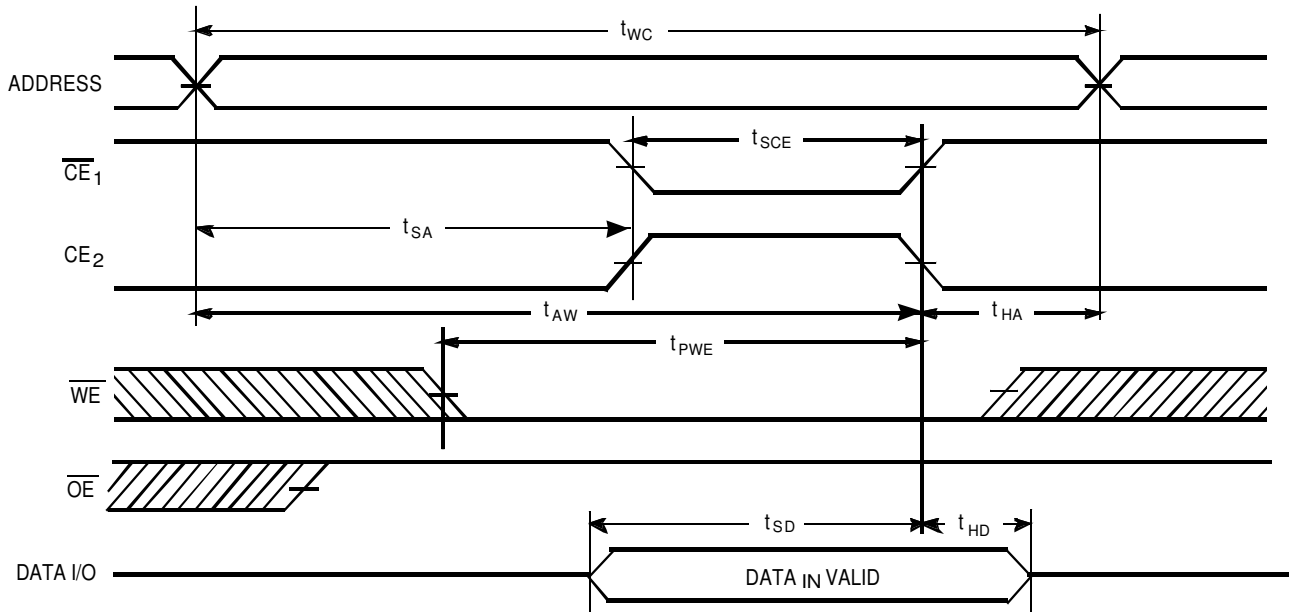 tWC
ADDRESS
tSCE
CE1
tSA
CE2
tAW
tHA
tPWE
WE
OE
tSD
tHD
DATA I/O
DATA IN VALID